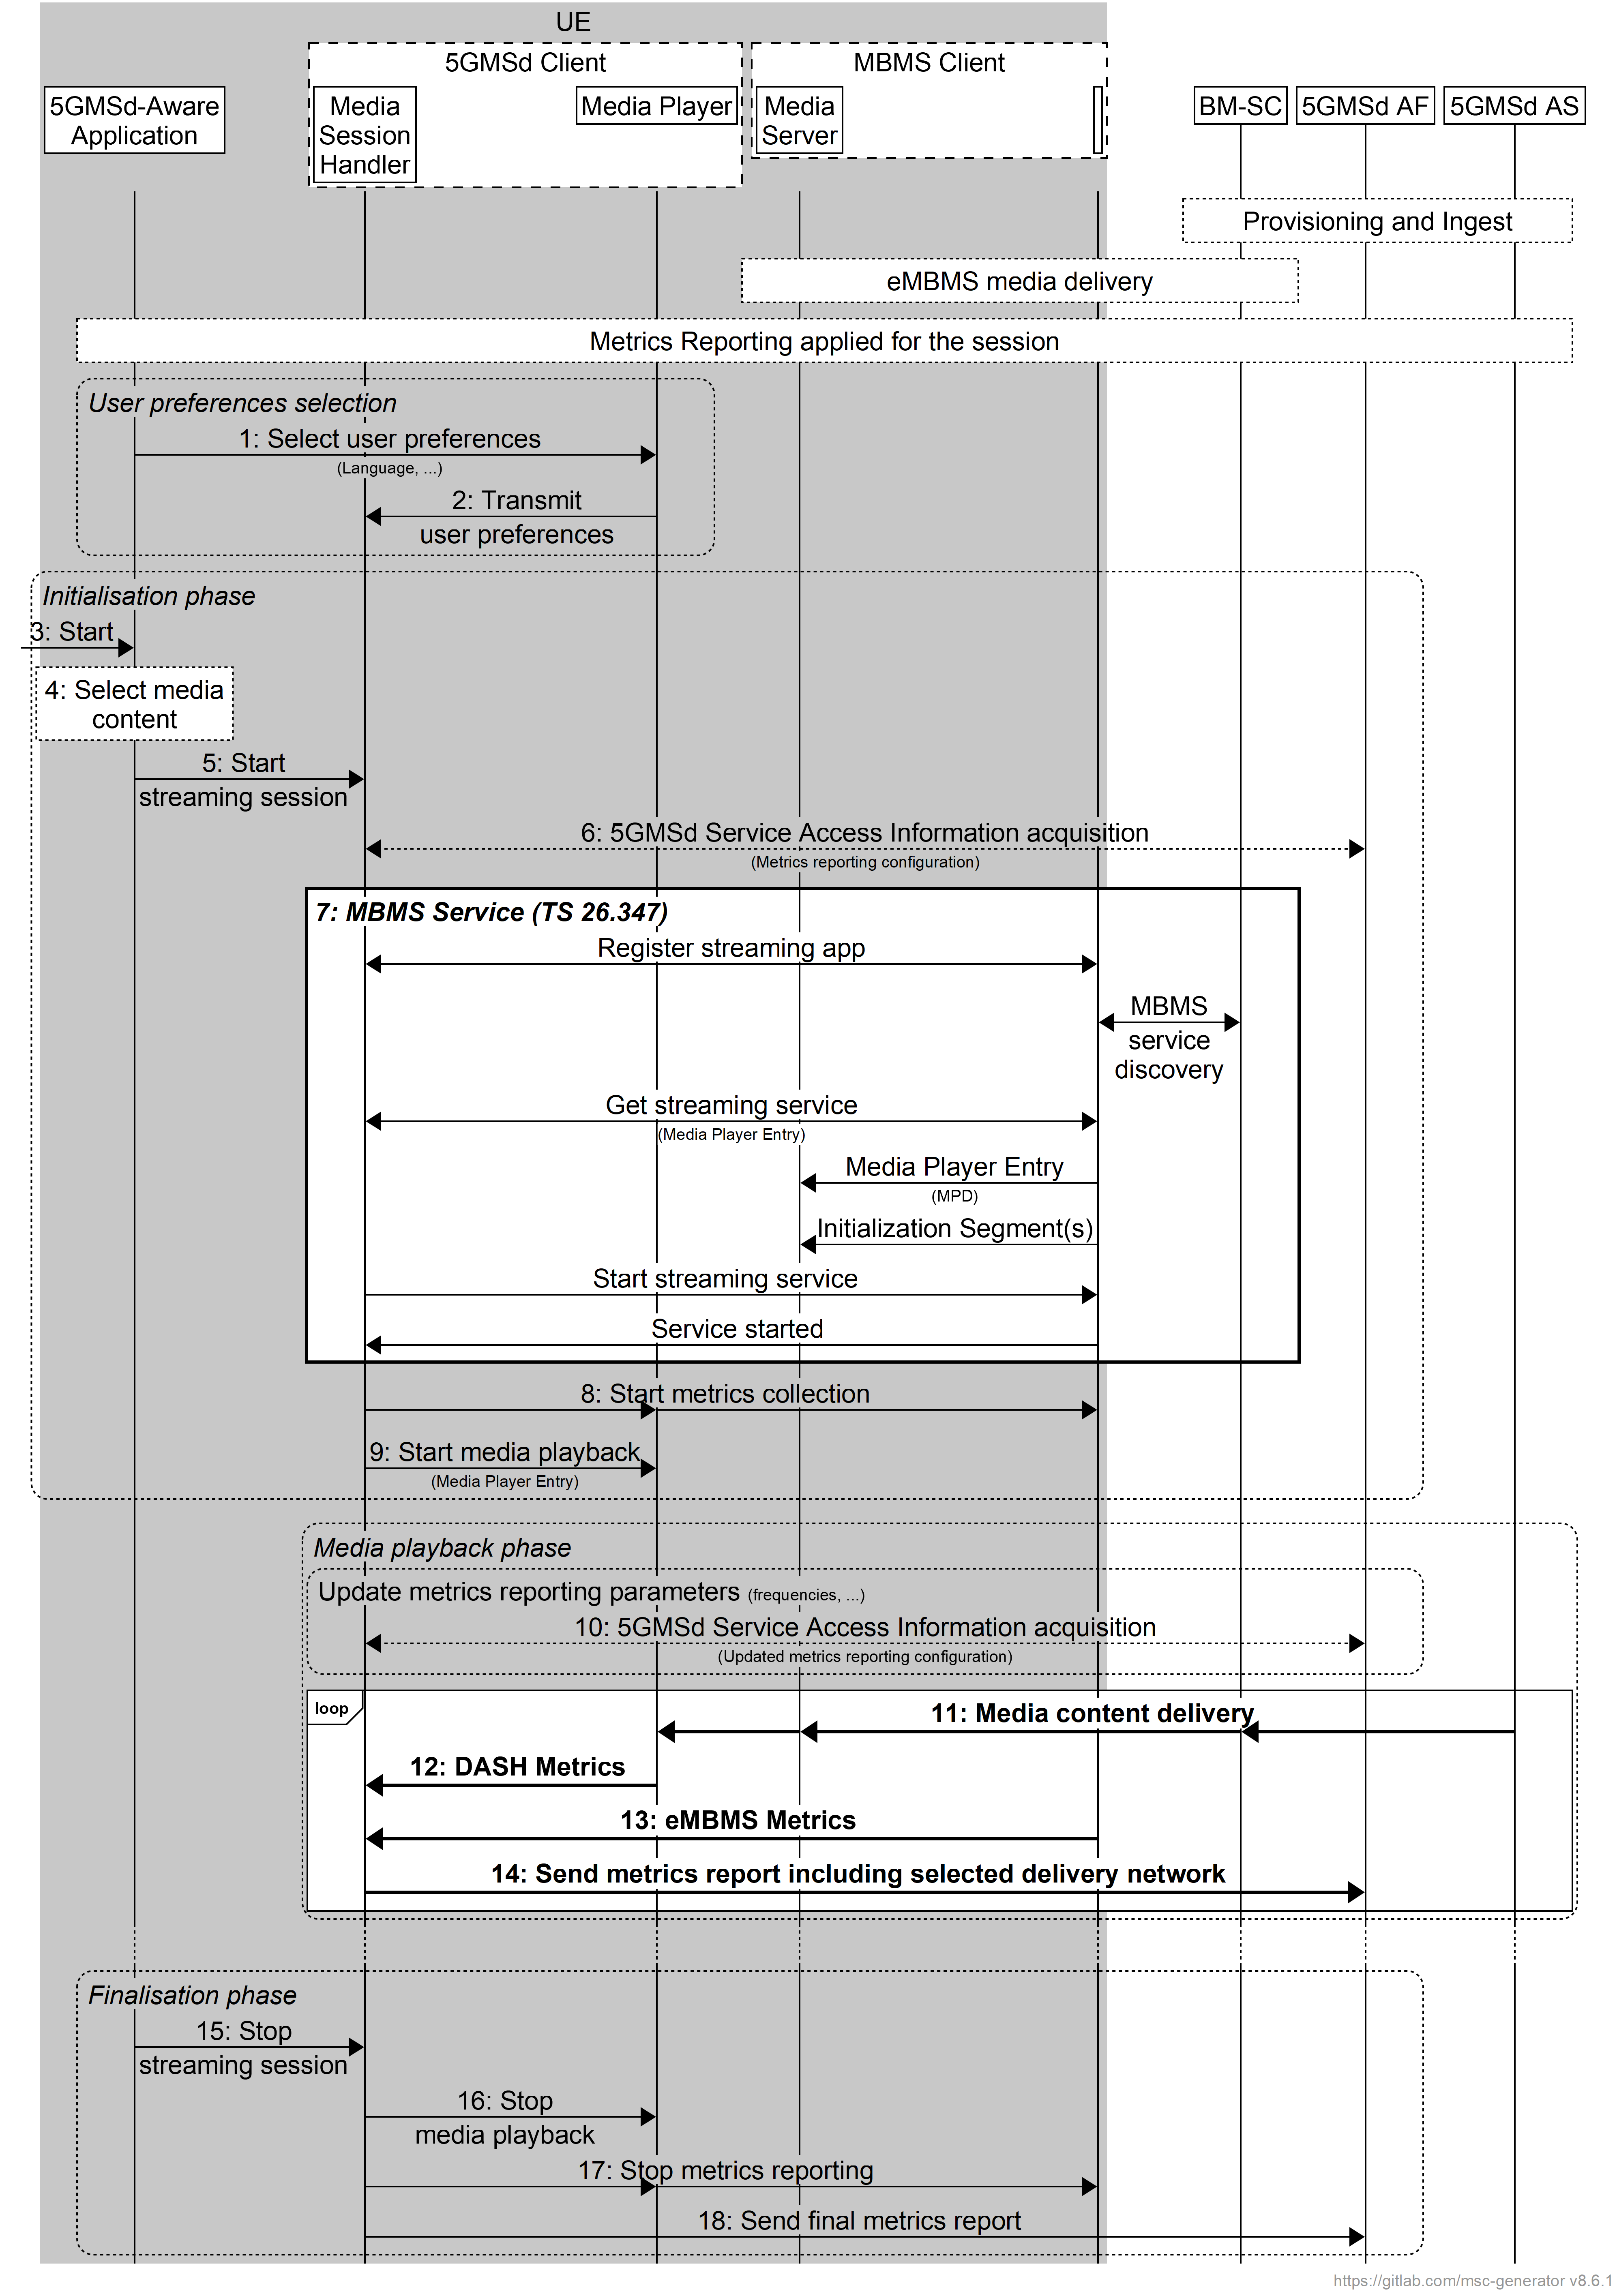 UE
5GMSd Client
MBMS Client
5GMSd-Aware
Application
Media
Session
Handler
Media Player
Media
Server
BM-SC
5GMSd AF
5GMSd AS
Provisioning and Ingest
eMBMS media delivery
Metrics Reporting applied for the session
User preferences selection
1: Select user preferences
(Language, ...)
2: Transmit
user preferences
Initialisation phase
3: Start
4: Select media
content
5: Start
streaming session
6: 5GMSd Service Access Information acquisition
(Metrics reporting configuration)
7: MBMS Service (TS 26.347)
Register streaming app
MBMS
service
discovery
Get streaming service
(Media Player Entry)
Media Player Entry
(MPD)
Initialization Segment(s)
Start streaming service
Service started
8: Start metrics collection
9: Start media playback
(Media Player Entry)
Media playback phase
Update metrics reporting parameters (frequencies, ...)
10: 5GMSd Service Access Information acquisition
(Updated metrics reporting configuration)
loop
11: Media content delivery
12: DASH Metrics
13: eMBMS Metrics
14: Send metrics report including selected delivery network
Finalisation phase
15: Stop
streaming session
16: Stop
media playback
17: Stop metrics reporting
18: Send final metrics report
https://gitlab.com/msc-generator v8.6.1